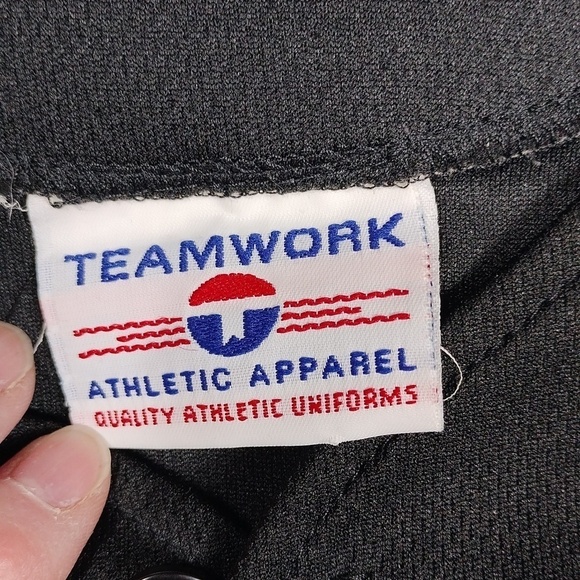 TEAMWORK
ATHLETIC APPAREL
QUALITY ATHLETIC UNIFORMS